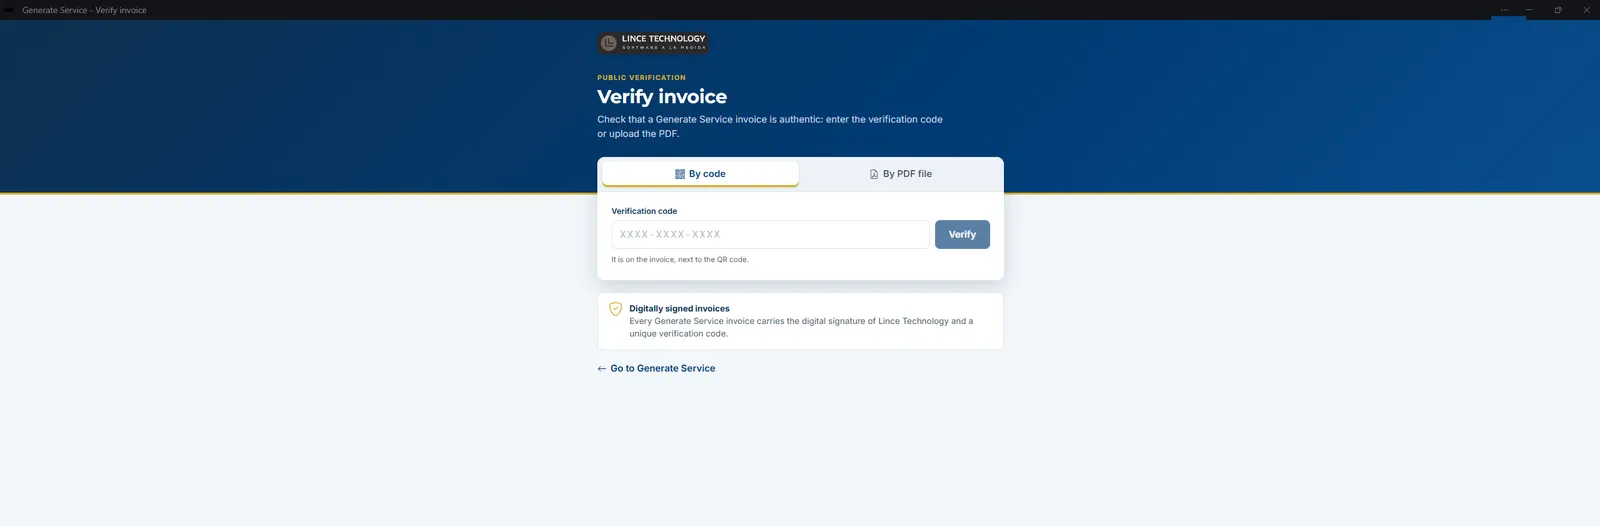 Generate Service - Verify invoice
LINCE TECHNOLOGY
SOFTWARE A LA MEDIDA
PUBLIC VERIFICATION
Verify invoice
Check that a Generate Service invoice is authentic: enter the verification code
or upload the PDF.
By code
By PDF file
Verification code
XXXX-XXXX-XXXX
Verify
It is on the invoice, next to the QR code.
Digitally signed invoices
Every Generate Service invoice carries the digital signature of Lince Technology and a
unique verification code.
← Go to Generate Service